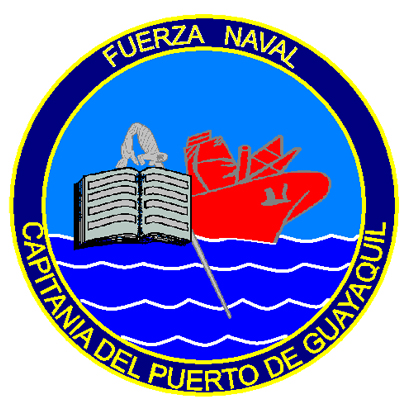 FUERZA NAVAL
CAPITANIA DEL PUERTO DE GUAYAQUIL